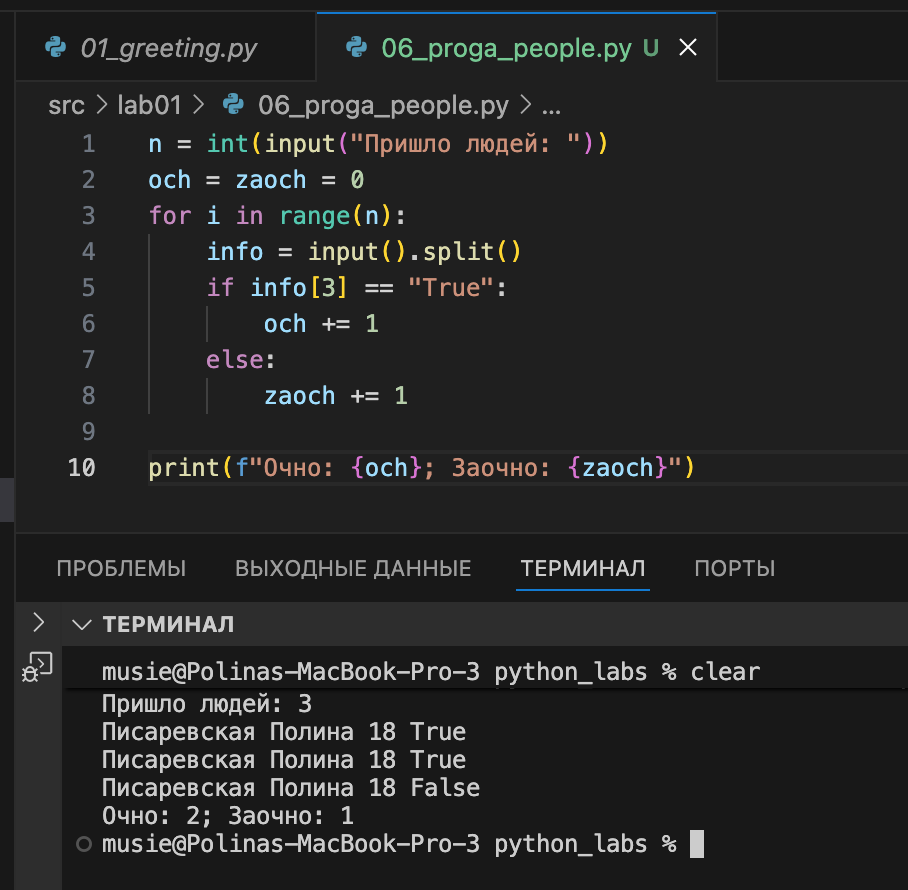 01_greeting.py 06_proga_people.py U
src > lab01 > 06_proga_people.py > ...
1 n = int(input("Пришло людей: "))
2 och = zaoch = 0
3 for i in range(n):
4     info = input().split()
5     if info[3] == "True":
6         och += 1
7     else:
8         zaoch += 1
9
10 print(f"Очно: {och}; Заочно: {zaoch}")
ПРОБЛЕМЫ ВЫХОДНЫЕ ДАННЫЕ ТЕРМИНАЛ ПОРТЫ
ТЕРМИНАЛ
musie@Polinas-MacBook-Pro-3 python_labs % clear
Пришло людей: 3
Писаревская Полина 18 True
Писаревская Полина 18 True
Писаревская Полина 18 False
Очно: 2; Заочно: 1
musie@Polinas-MacBook-Pro-3 python_labs %